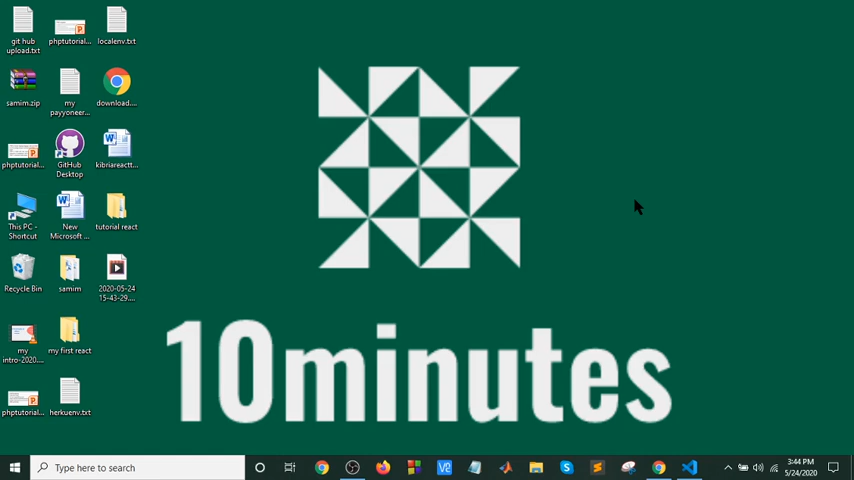 git hub
upload.txt
phptutorial...
localenv.txt
samim.zip
my
payyoneer...
download....
phptutorial...
GitHub
Desktop
kibriareactt...
This PC -
Shortcut
New
Microsoft ...
tutorial react
Recycle Bin
samim
2020-05-24
15-43-29....
my
intro-2020....
my first react
phptutorial...
herkuenv.txt
10minutes
Type here to search
3:44 PM
5/24/2020